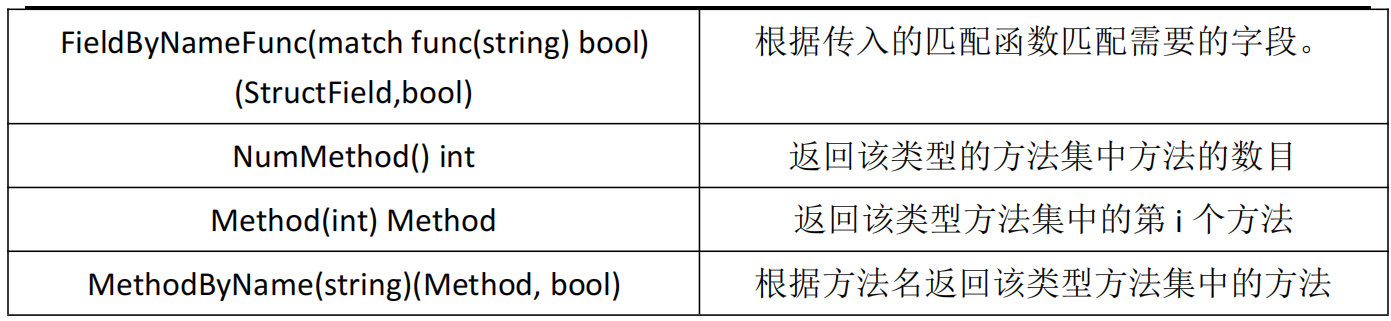 FieldByNameFunc(match func(string) bool)
(StructField,bool)
根据传入的匹配函数匹配需要的字段。
NumMethod() int
返回该类型的方法集中方法的数目
Method(int) Method
返回该类型方法集中的第 i 个方法
MethodByName(string)(Method, bool)
根据方法名返回该类型方法集中的方法